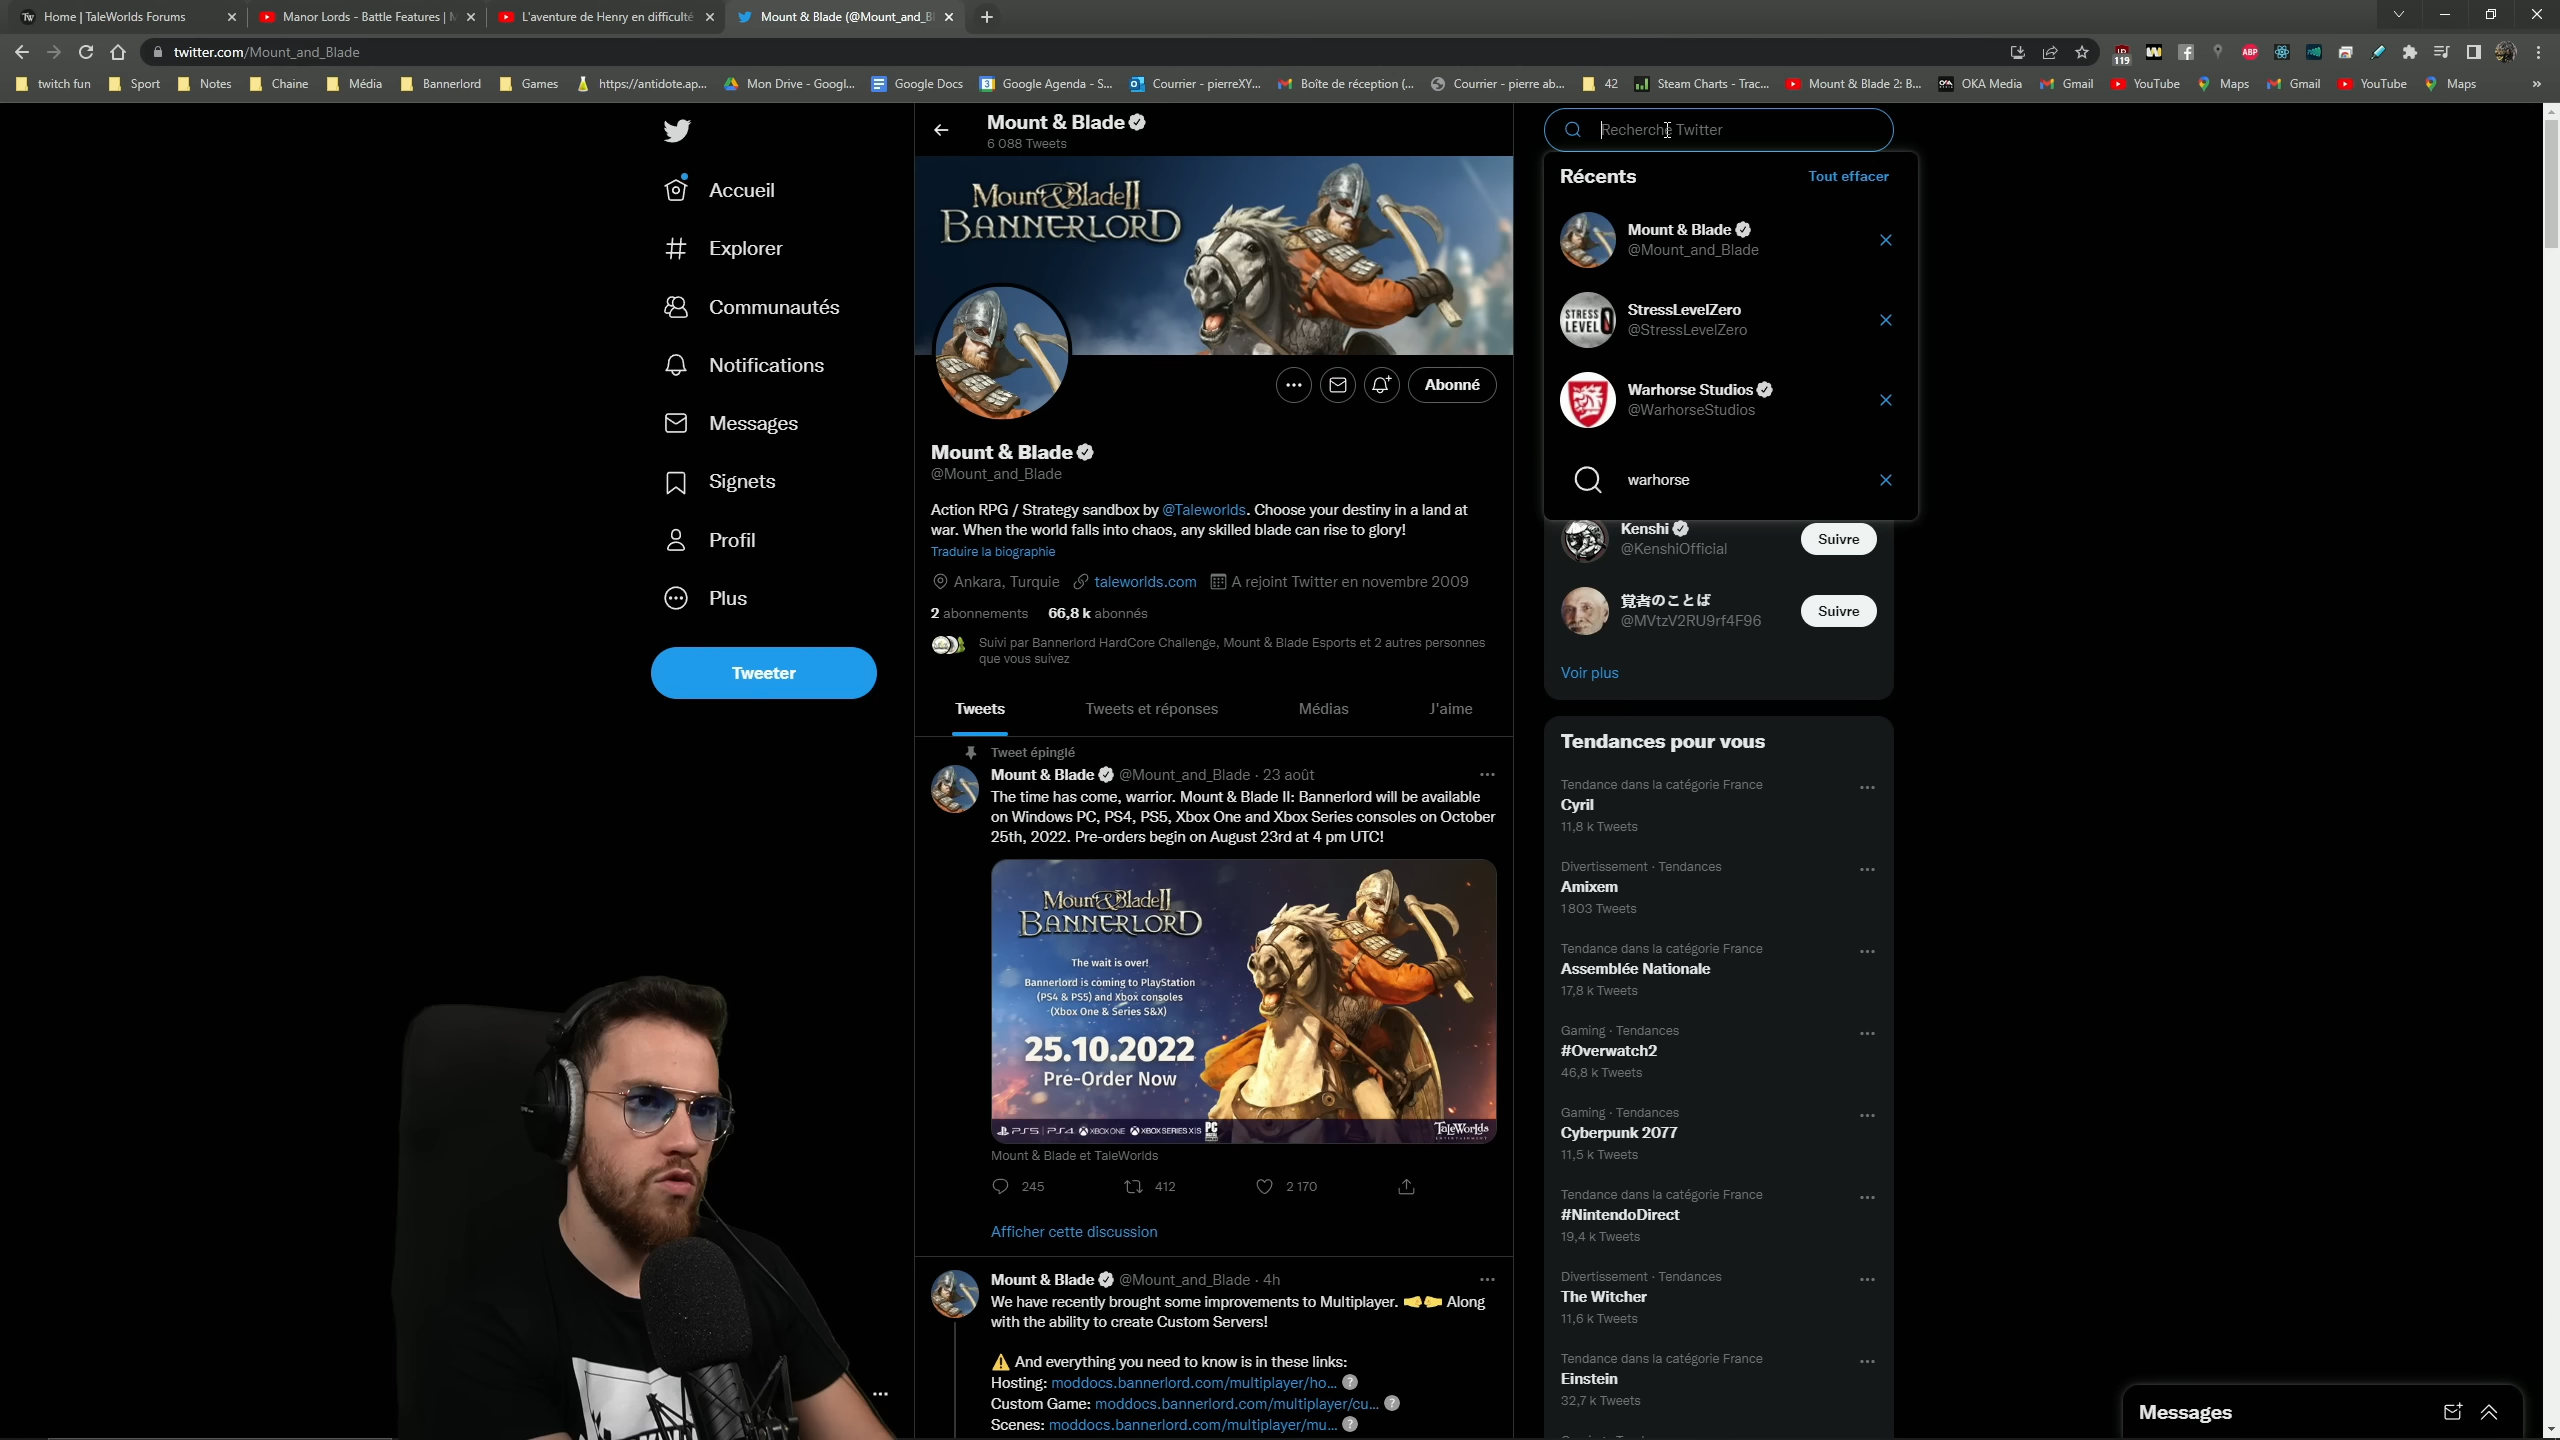 Home | TaleWorlds Forums
Manor Lords - Battle Features |
L'aventure de Henry en difficulté
Mount & Blade (@Mount_and_Bl
twitter.com/Mount_and_Blade
119
ABP
twitch fun
Sport
Notes
Chaine
Média
Bannerlord
Games
https://antidote.ap...
Mon Drive - Googl...
Google Docs
Google Agenda - S...
Courrier - pierreXY...
Boîte de réception (...
Courrier - pierre ab...
42
Steam Charts - Trac...
Mount & Blade 2: B...
OKA Media
Gmail
YouTube
Maps
Gmail
YouTube
Maps
Accueil
Explorer
Communautés
Notifications
Messages
Signets
Profil
Plus
Tweeter
Mount & Blade
6 088 Tweets
Mount & Blade II
BANNERLORD
Abonné
Mount & Blade
@Mount_and_Blade
Action RPG / Strategy sandbox by @Taleworlds. Choose your destiny in a land at
war. When the world falls into chaos, any skilled blade can rise to glory!
Traduire la biographie
Ankara, Turquie taleworlds.com A rejoint Twitter en novembre 2009
2 abonnements 66,8 k abonnés
Suivi par Bannerlord HardCore Challenge, Mount & Blade Esports et 2 autres personnes
que vous suivez
Tweets
Tweets et réponses
Médias
J'aime
Tweet épinglé
Mount & Blade @Mount_and_Blade · 23 août
The time has come, warrior. Mount & Blade II: Bannerlord will be available
on Windows PC, PS4, PS5, Xbox One and Xbox Series consoles on October
25th, 2022. Pre-orders begin on August 23rd at 4 pm UTC!
Mount & Blade II
BANNERLORD
The wait is over!
Bannerlord is coming to PlayStation
(PS4 & PS5) and Xbox consoles
(Xbox One & Series S&X)
25.10.2022
Pre-Order Now
PS5 | PS4 XBOX ONE XBOX SERIES X|S PC
TaleWorlds
ENTERTAINMENT
Mount & Blade et TaleWorlds
245
412
2 170
Afficher cette discussion
Mount & Blade @Mount_and_Blade · 4h
We have recently brought some improvements to Multiplayer. 🤜🤛 Along
with the ability to create Custom Servers!
⚠️ And everything you need to know is in these links:
Hosting: moddocs.bannerlord.com/multiplayer/ho...
Custom Game: moddocs.bannerlord.com/multiplayer/cu...
Scenes: moddocs.bannerlord.com/multiplayer/mu...
Recherche Twitter
Récents
Tout effacer
Mount & Blade
@Mount_and_Blade
STRESS LEVEL
StressLevelZero
@StressLevelZero
Warhorse Studios
@WarhorseStudios
warhorse
Kenshi
@KenshiOfficial
Suivre
覚者のことば
@MVtzV2RU9rf4F96
Suivre
Voir plus
Tendances pour vous
Tendance dans la catégorie France
Cyril
11,8 k Tweets
Divertissement · Tendances
Amixem
1 803 Tweets
Tendance dans la catégorie France
Assemblée Nationale
17,8 k Tweets
Gaming · Tendances
#Overwatch2
46,8 k Tweets
Gaming · Tendances
Cyberpunk 2077
11,5 k Tweets
Tendance dans la catégorie France
#NintendoDirect
19,4 k Tweets
Divertissement · Tendances
The Witcher
11,6 k Tweets
Tendance dans la catégorie France
Einstein
32,7 k Tweets
Messages